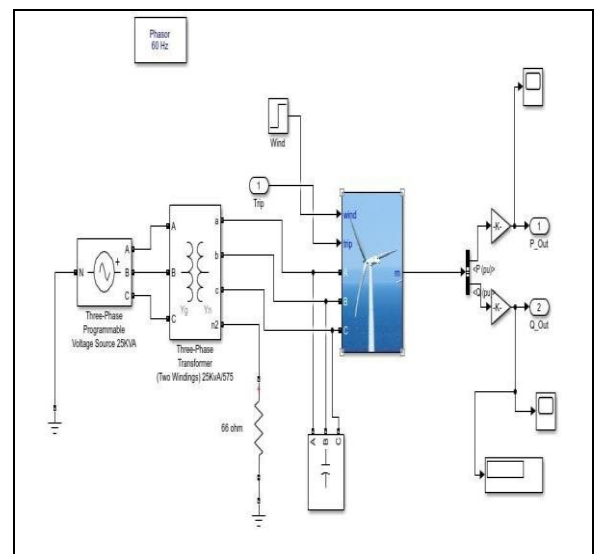 Phasor
60 Hz
Wind
1
Trip
wind
trip
A
B
C
m
N
A
B
C
Three-Phase
Programmable
Voltage Source 25KVA
A
B
C
Yg
Yn
a
b
c
n2
Three-Phase
Transformer
(Two Windings) 25KvA/575
66 ohm
A
B
C
<P (pu)>
<Q (pu)>
-K-
-K-
1
P_Out
2
Q_Out